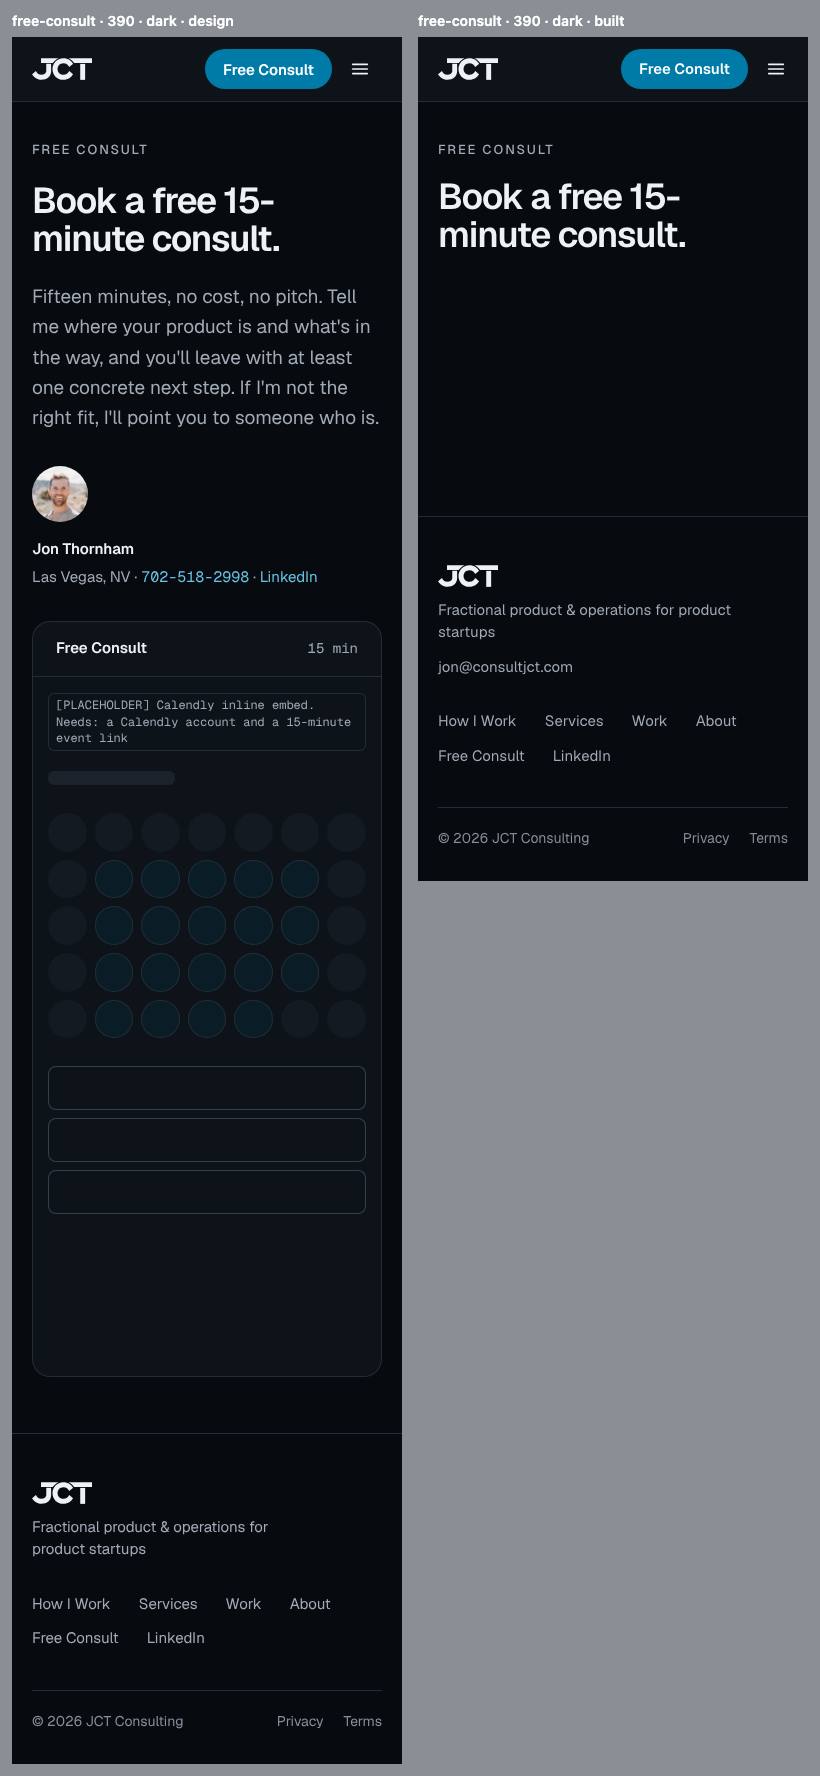 free-consult · 390 · dark · design
JCT
Free Consult
FREE CONSULT
Book a free 15-
minute consult.
Fifteen minutes, no cost, no pitch. Tell
me where your product is and what's in
the way, and you'll leave with at least
one concrete next step. If I'm not the
right fit, I'll point you to someone who is.
Jon Thornham
Las Vegas, NV · 702-518-2998 · LinkedIn
Free Consult
15 min
[PLACEHOLDER] Calendly inline embed.
Needs: a Calendly account and a 15-minute
event link
JCT
Fractional product & operations for
product startups
How I Work Services Work About
Free Consult LinkedIn
© 2026 JCT Consulting Privacy Terms
free-consult · 390 · dark · built
JCT
Free Consult
FREE CONSULT
Book a free 15-
minute consult.
JCT
Fractional product & operations for product
startups
jon@consultjct.com
How I Work Services Work About
Free Consult LinkedIn
© 2026 JCT Consulting Privacy Terms